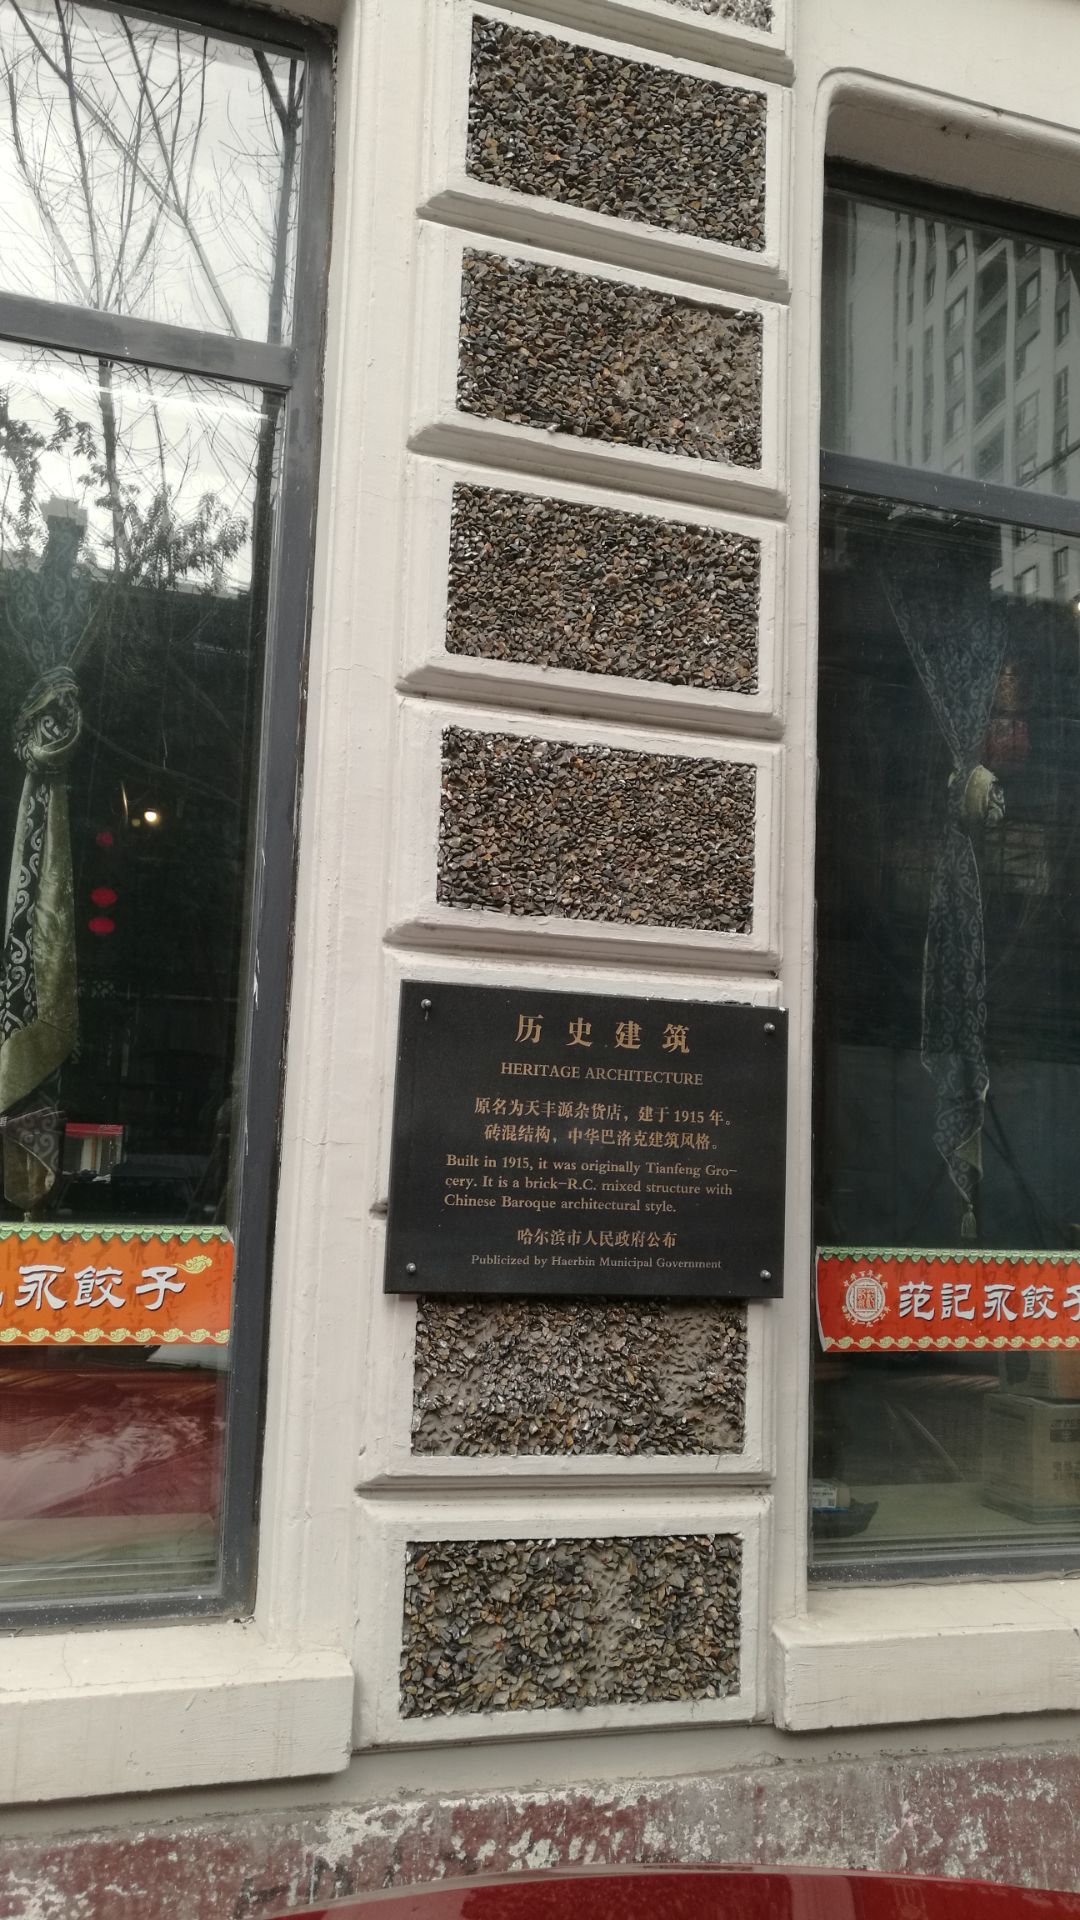 历史建筑
HERITAGE ARCHITECTURE
原名为天丰源杂货店，建于1915年。
砖混结构，中华巴洛克建筑风格。
Built in 1915, it was originally Tianfeng Gro-
cery. It is a brick-R.C. mixed structure with
Chinese Baroque architectural style.
哈尔滨市人民政府公布
Publicized by Haerbin Municipal Government
永餃子
范記永餃子